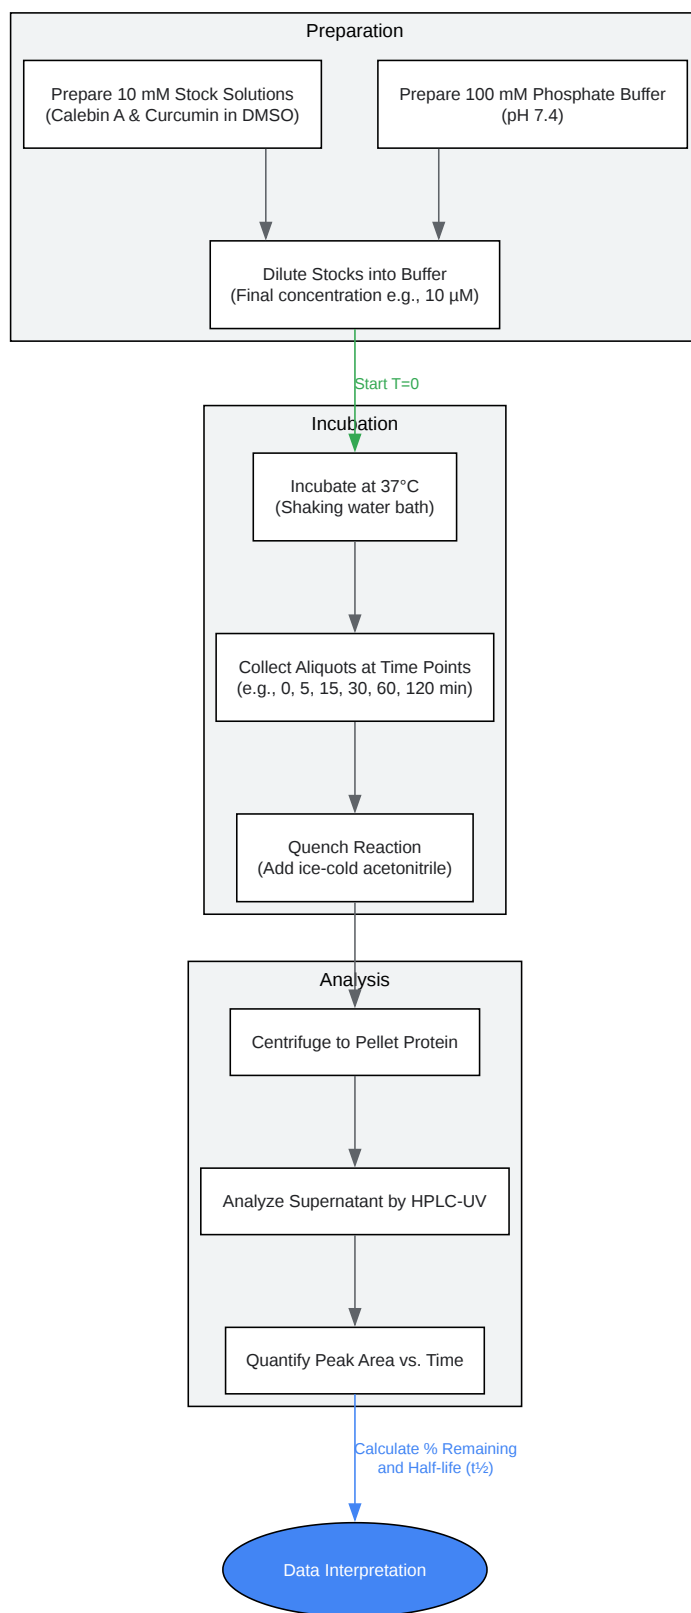 Preparation
Prepare 10 mM Stock Solutions
(Calebin A & Curcumin in DMSO)
Prepare 100 mM Phosphate Buffer
(pH 7.4)
Dilute Stocks into Buffer
(Final concentration e.g., 10 µM)
Start T=0
Incubation
Incubate at 37°C
(Shaking water bath)
Collect Aliquots at Time Points
(e.g., 0, 5, 15, 30, 60, 120 min)
Quench Reaction
(Add ice-cold acetonitrile)
Analysis
Centrifuge to Pellet Protein
Analyze Supernatant by HPLC-UV
Quantify Peak Area vs. Time
Calculate % Remaining
and Half-life (t½)
Data Interpretation